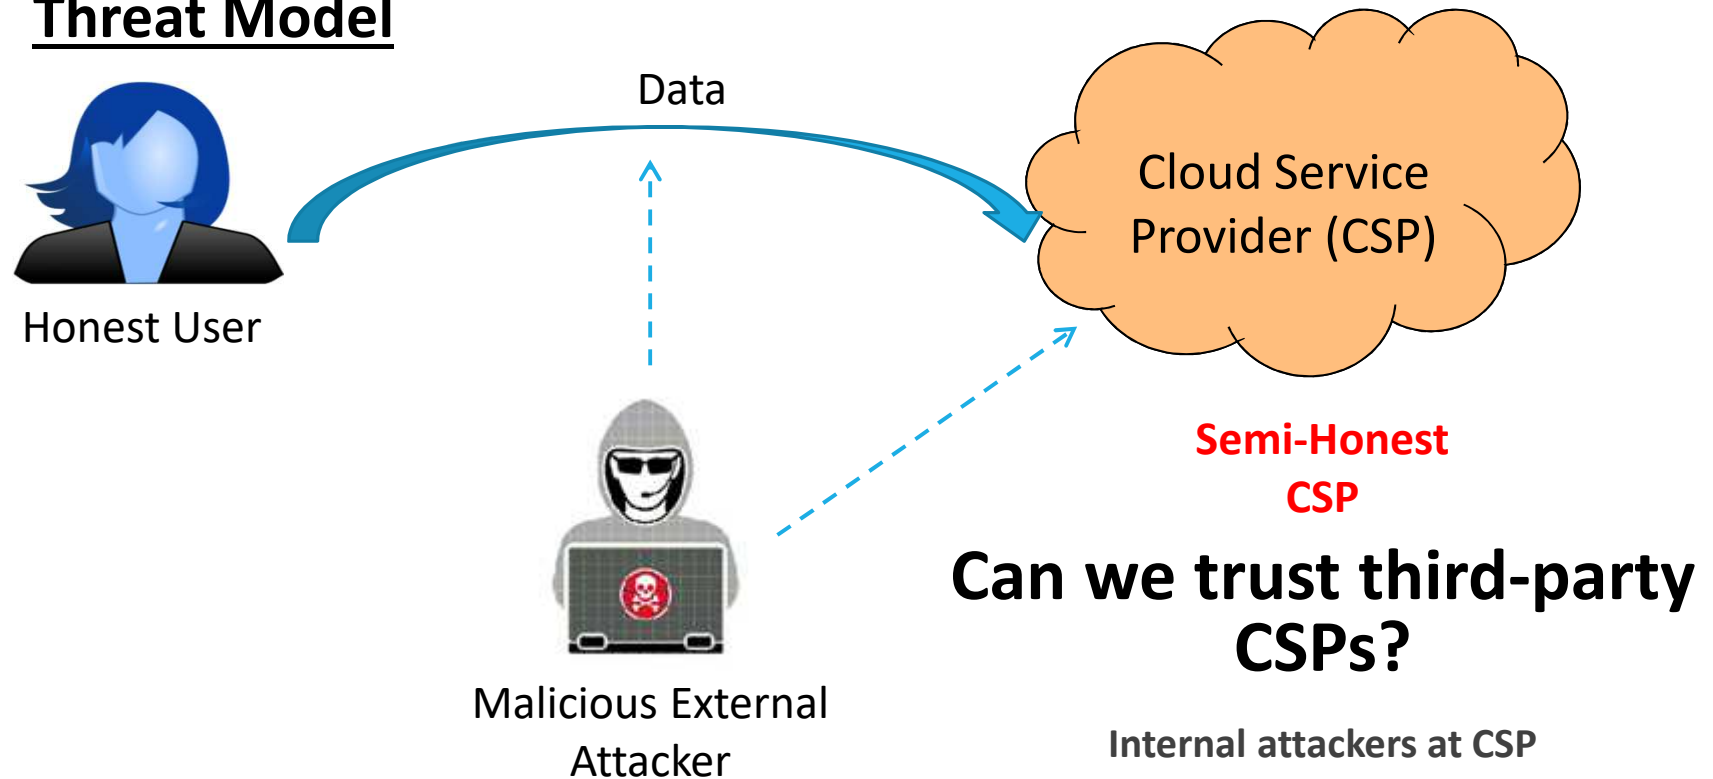 Threat Model
Data
Cloud Service
Provider (CSP)
Honest User
Semi-Honest
CSP
Can we trust third-party
CSPs?
Malicious External
Attacker
Internal attackers at CSP